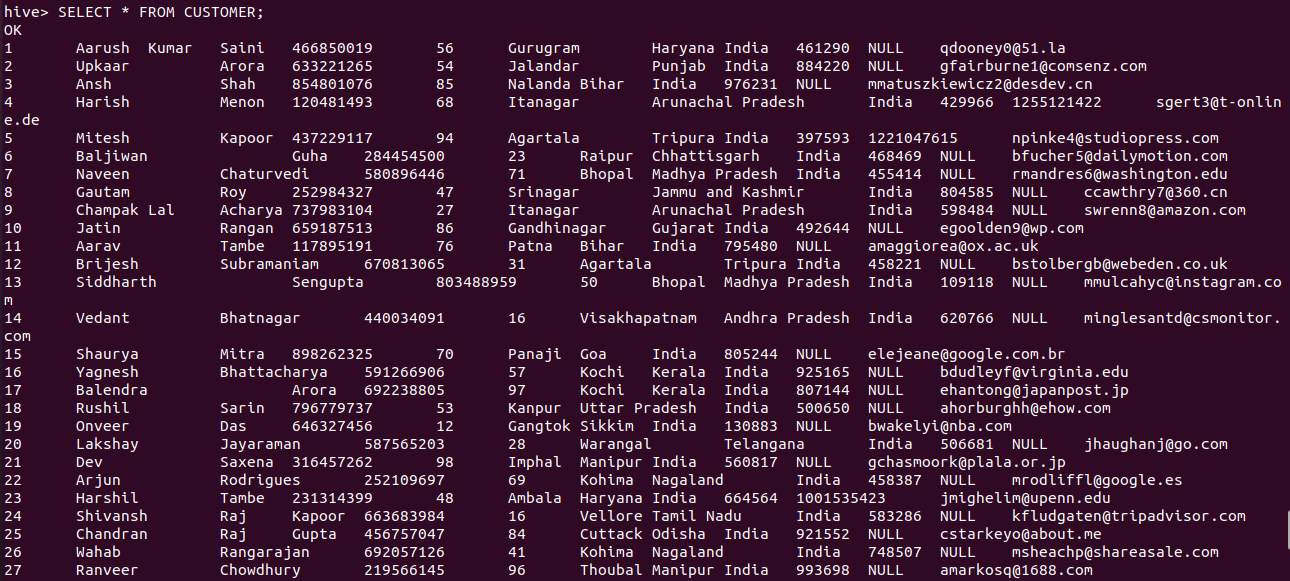 hive> SELECT * FROM CUSTOMER;
OK
1 Aarush Kumar Saini 466850019 56 Gurugram Haryana India 461290 NULL qdooney0@51.la
2 Upkaar Arora 633221265 54 Jalandar Punjab India 884220 NULL gfairburne1@comsenz.com
3 Ansh Shah 854801076 85 Nalanda Bihar India 976231 NULL mmatuszkiewicz2@desdev.cn
4 Harish Menon 120481493 68 Itanagar Arunachal Pradesh India 429966 1255121422 sgert3@t-onlin
e.de
5 Mitesh Kapoor 437229117 94 Agartala Tripura India 397593 1221047615 npinke4@studiopress.com
6 Baljiwan Guha 284454500 23 Raipur Chhattisgarh India 468469 NULL bfucher5@dailymotion.com
7 Naveen Chaturvedi 580896446 71 Bhopal Madhya Pradesh India 455414 NULL rmandres6@washington.edu
8 Gautam Roy 252984327 47 Srinagar Jammu and Kashmir India 804585 NULL ccawthry7@360.cn
9 Champak Lal Acharya 737983104 27 Itanagar Arunachal Pradesh India 598484 NULL swrenn8@amazon.com
10 Jatin Rangan 659187513 86 Gandhinagar Gujarat India 492644 NULL egoolden9@wp.com
11 Aarav Tambe 117895191 76 Patna Bihar India 795480 NULL amaggiorea@ox.ac.uk
12 Brijesh Subramaniam 670813065 31 Agartala Tripura India 458221 NULL bstolbergb@webeden.co.uk
13 Siddharth Sengupta 803488959 50 Bhopal Madhya Pradesh India 109118 NULL mmulcahyc@instagram.co
m
14 Vedant Bhatnagar 440034091 16 Visakhapatnam Andhra Pradesh India 620766 NULL minglesantd@csmonitor.
com
15 Shaurya Mitra 898262325 70 Panaji Goa India 805244 NULL elejeane@google.com.br
16 Yagnesh Bhattacharya 591266906 57 Kochi Kerala India 925165 NULL bdudleyf@virginia.edu
17 Balendra Arora 692238805 97 Kochi Kerala India 807144 NULL ehantong@japanpost.jp
18 Rushil Sarin 796779737 53 Kanpur Uttar Pradesh India 500650 NULL ahorburghh@ehow.com
19 Onveer Das 646327456 12 Gangtok Sikkim India 130883 NULL bwakelyi@nba.com
20 Lakshay Jayaraman 587565203 28 Warangal Telangana India 506681 NULL jhaughanj@go.com
21 Dev Saxena 316457262 98 Imphal Manipur India 560817 NULL gchasmoork@plala.or.jp
22 Arjun Rodrigues 252109697 69 Kohima Nagaland India 458387 NULL mrodliffl@google.es
23 Harshil Tambe 231314399 48 Ambala Haryana India 664564 1001535423 jmighelim@upenn.edu
24 Shivansh Raj Kapoor 663683984 16 Vellore Tamil Nadu India 583286 NULL kfludgaten@tripadvisor.com
25 Chandran Raj Gupta 456757047 84 Cuttack Odisha India 921552 NULL cstarkeyo@about.me
26 Wahab Rangarajan 692057126 41 Kohima Nagaland India 748507 NULL msheachp@shareasale.com
27 Ranveer Chowdhury 219566145 96 Thoubal Manipur India 993698 NULL amarkosq@1688.com